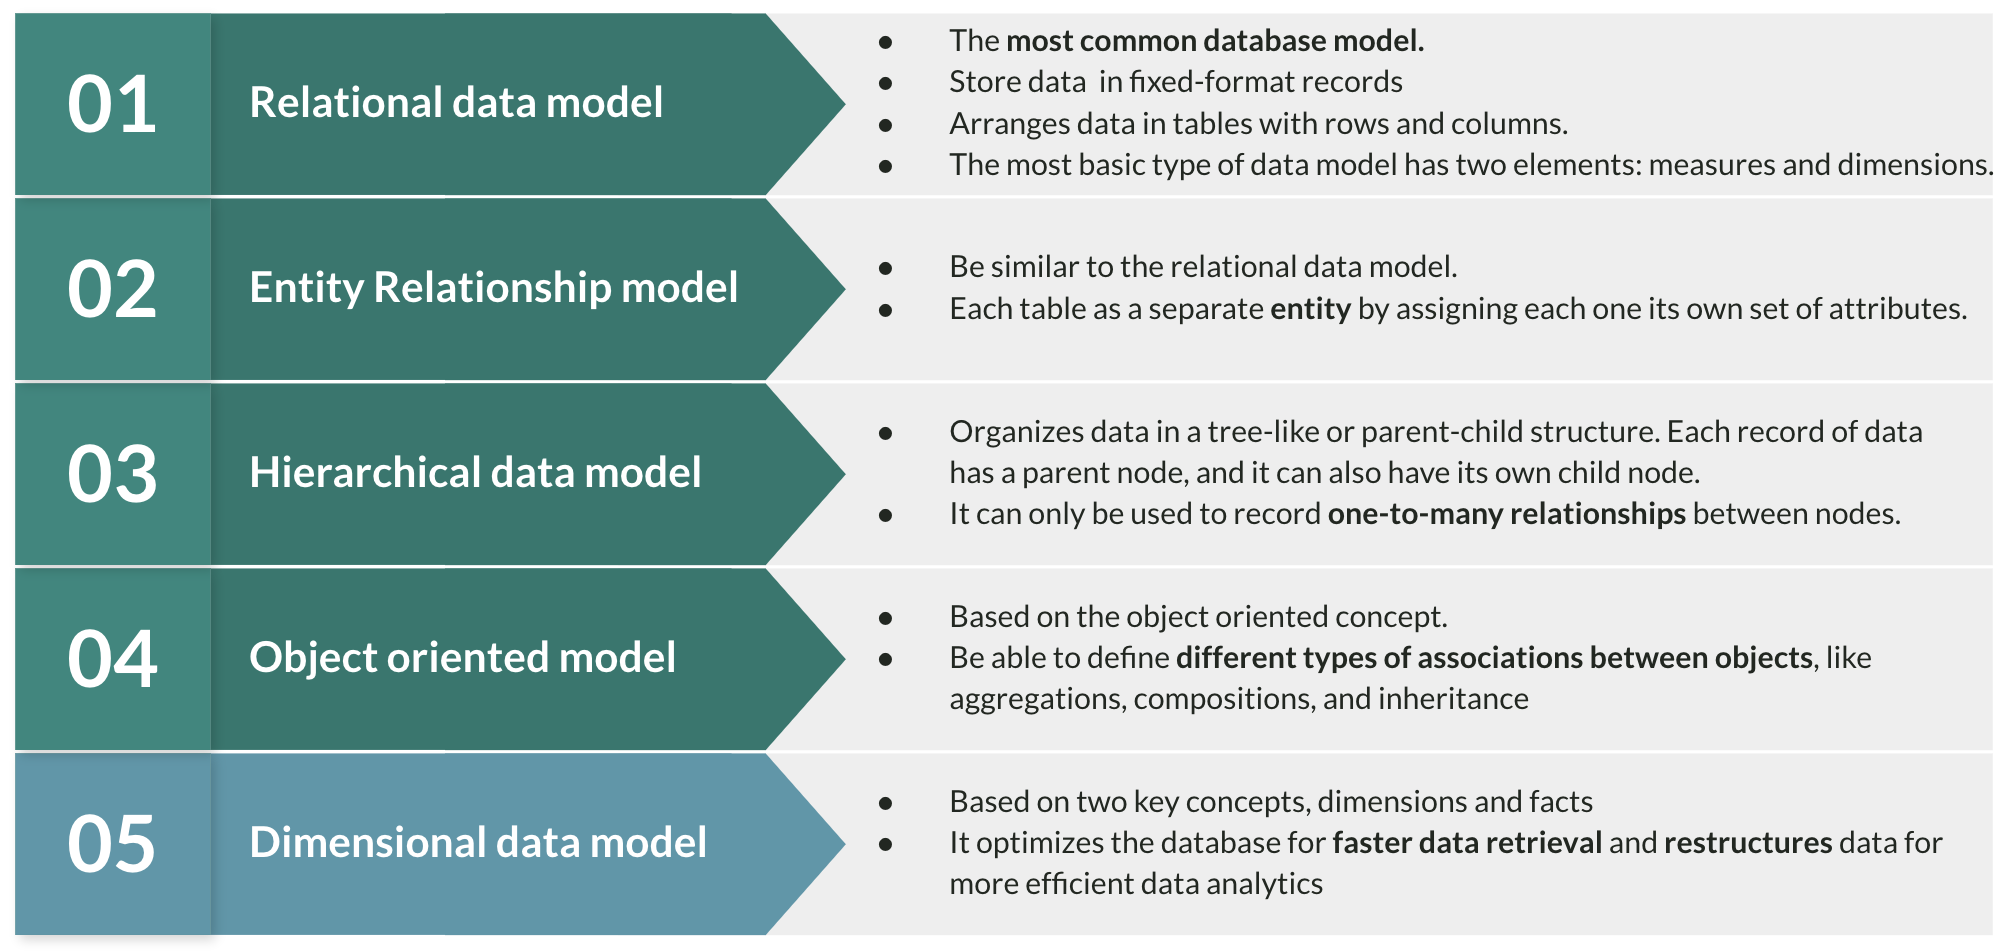 01
Relational data model
● The most common database model.
● Store data  in fixed-format records
● Arranges data in tables with rows and columns.
● The most basic type of data model has two elements: measures and dimensions.
02
Entity Relationship model
● Be similar to the relational data model.
● Each table as a separate entity by assigning each one its own set of attributes.
03
Hierarchical data model
● Organizes data in a tree-like or parent-child structure. Each record of data
has a parent node, and it can also have its own child node.
● It can only be used to record one-to-many relationships between nodes.
04
Object oriented model
● Based on the object oriented concept.
● Be able to define different types of associations between objects, like
aggregations, compositions, and inheritance
05
Dimensional data model
● Based on two key concepts, dimensions and facts
● It optimizes the database for faster data retrieval and restructures data for
more efficient data analytics